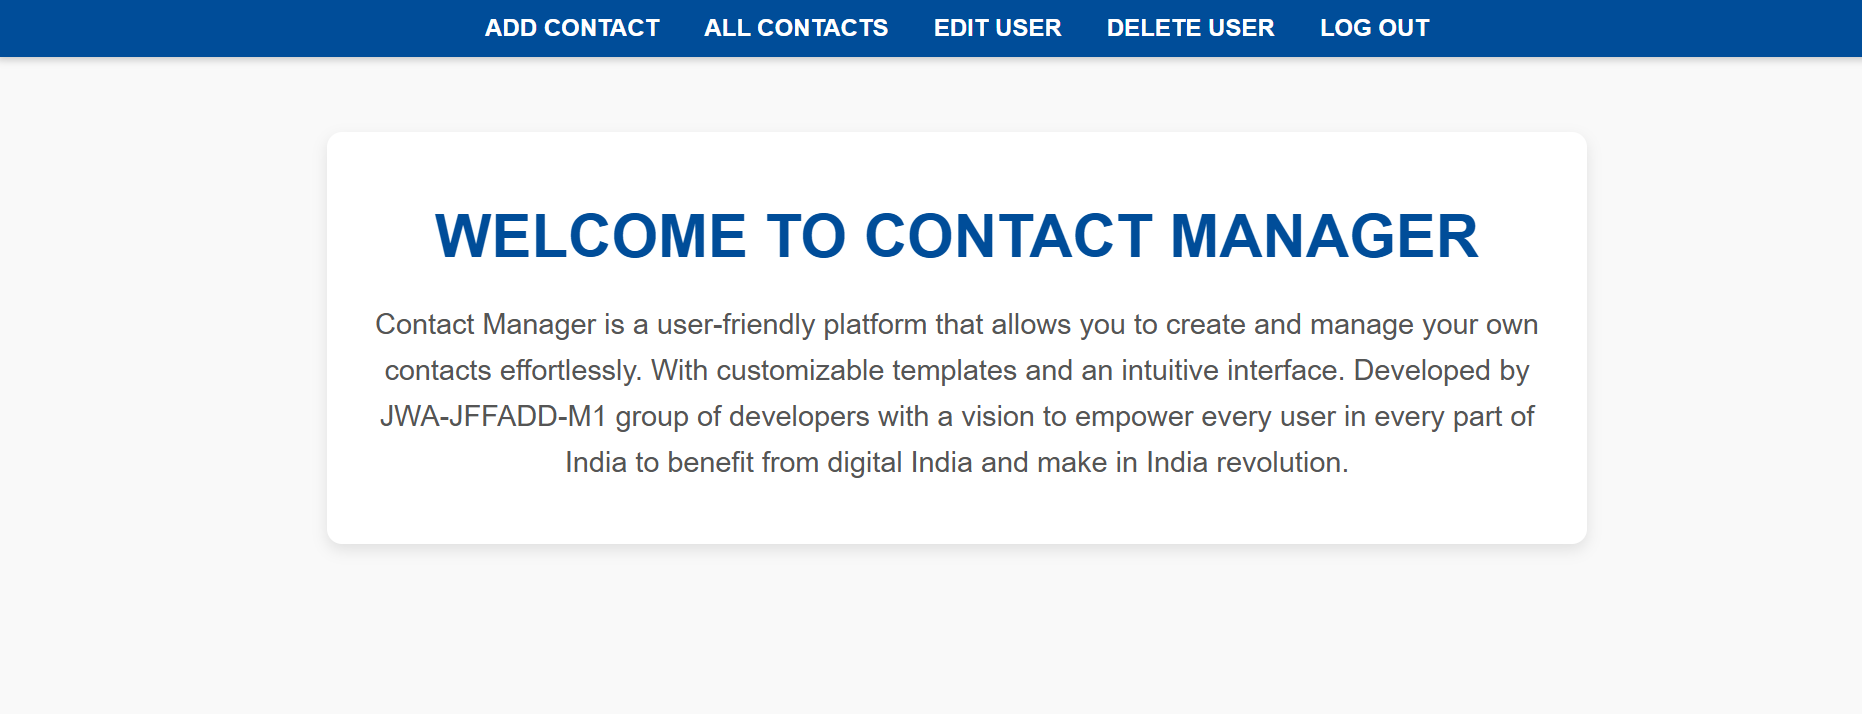 ADD CONTACT ALL CONTACTS EDIT USER DELETE USER LOG OUT
WELCOME TO CONTACT MANAGER
Contact Manager is a user-friendly platform that allows you to create and manage your own
contacts effortlessly. With customizable templates and an intuitive interface. Developed by
JWA-JFFADD-M1 group of developers with a vision to empower every user in every part of
India to benefit from digital India and make in India revolution.